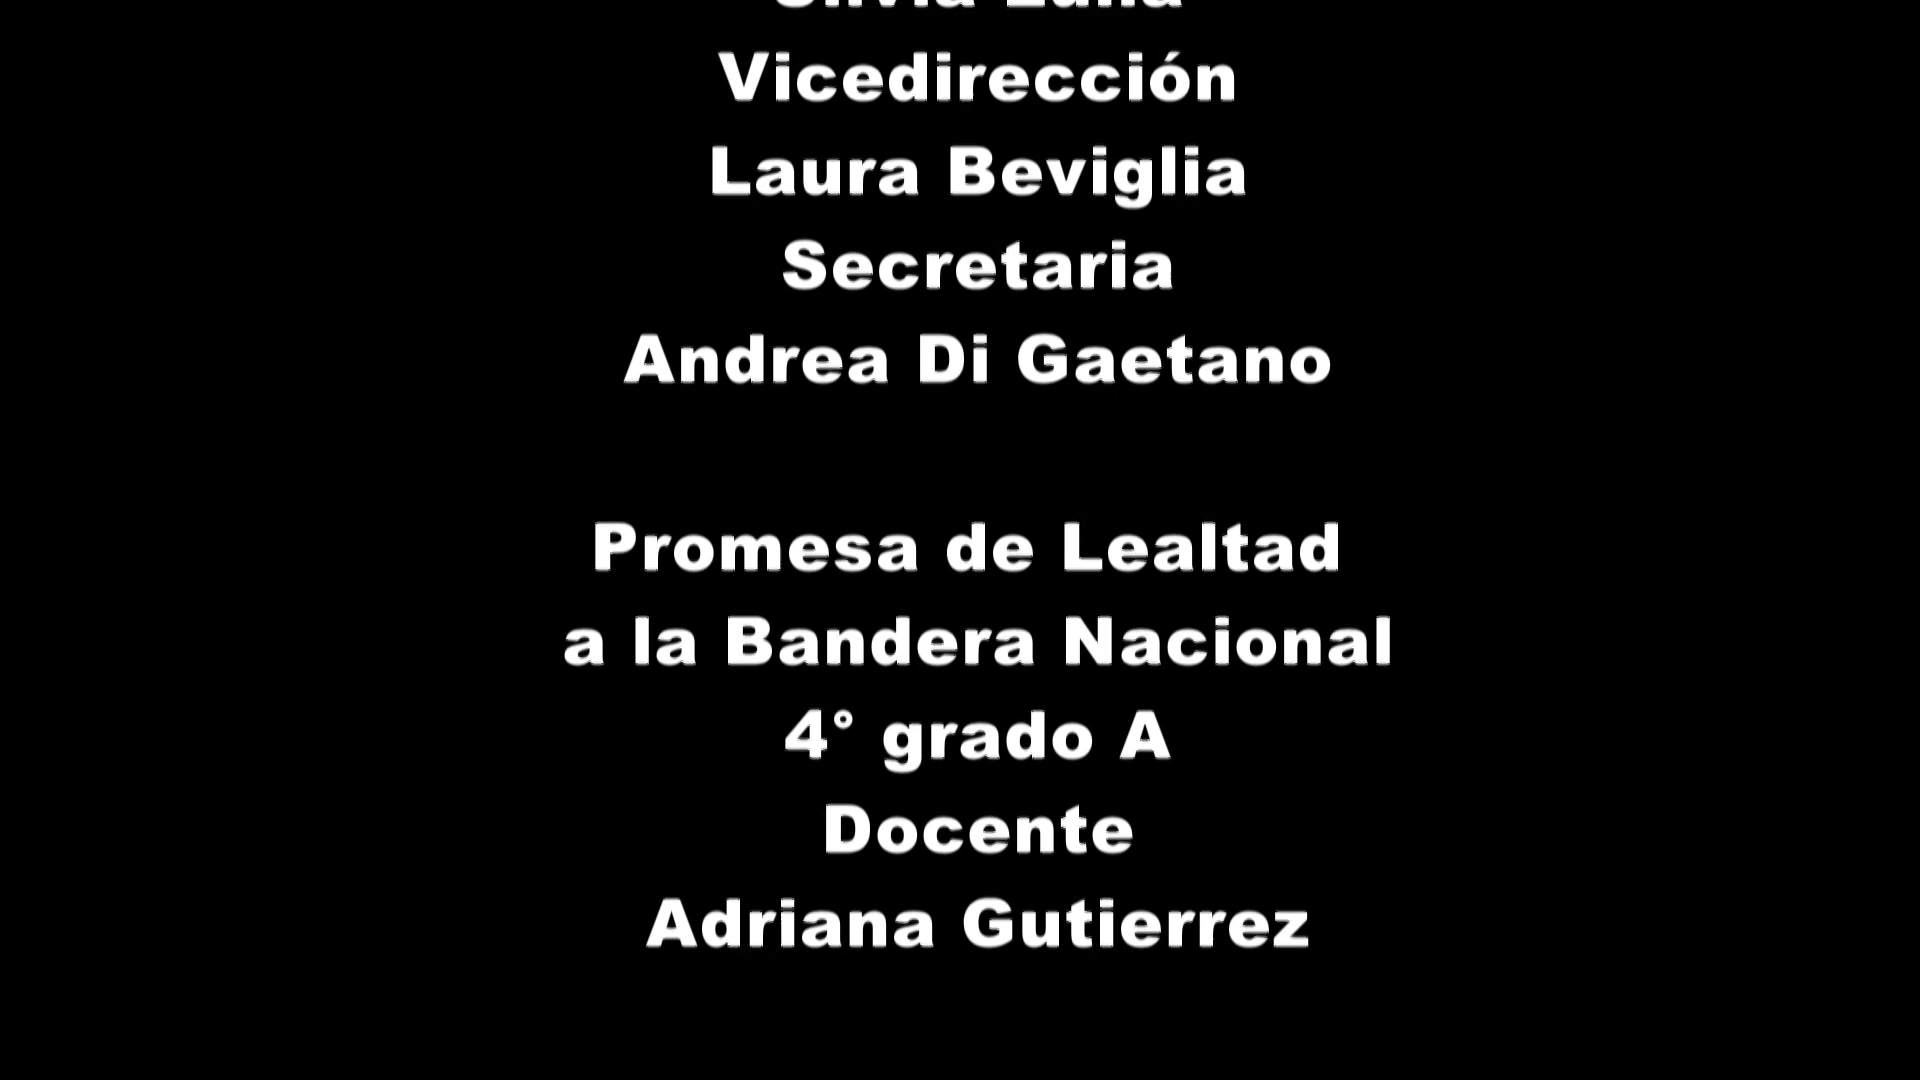 Vicedirección
Laura Beviglia
Secretaria
Andrea Di Gaetano
Promesa de Lealtad
a la Bandera Nacional
4° grado A
Docente
Adriana Gutierrez